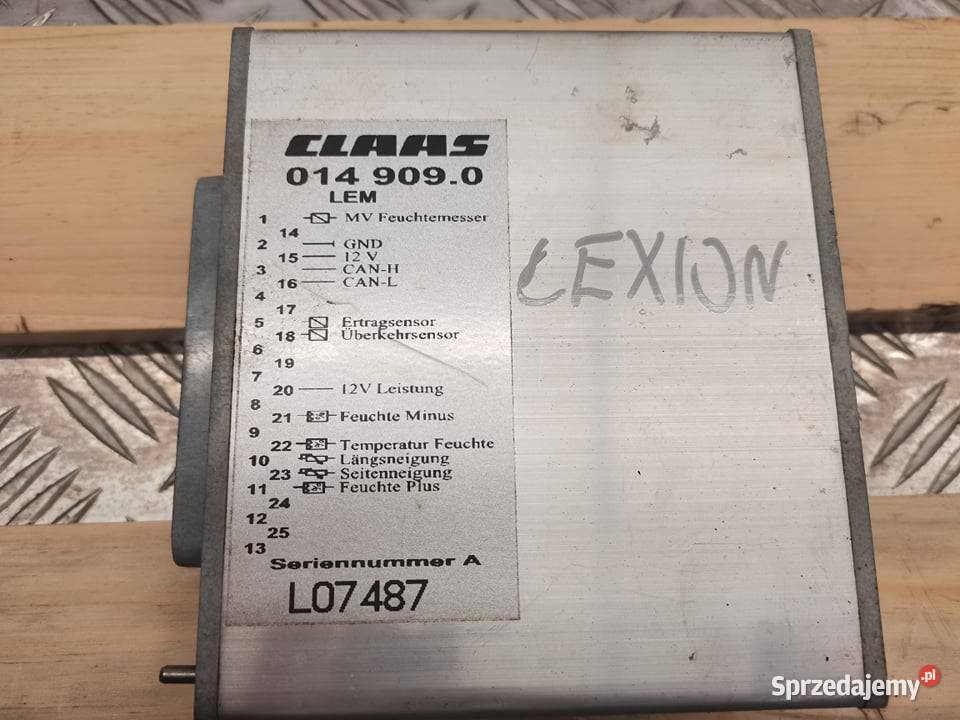 CLAAS
014 909.0
LEM
1 MV Feuchtemesser
14
2 GND
15 12 V
3 CAN-H
16 CAN-L
4
17
5 Ertragsensor
18 Überkehrsensor
6
19
7
20 12V Leistung
8
21 Feuchte Minus
9
22 Temperatur Feuchte
10 Längsneigung
23 Seitenneigung
11 Feuchte Plus
24
12
25
13
Seriennummer A
L07487
LEXION
Sprzedajemy.pl